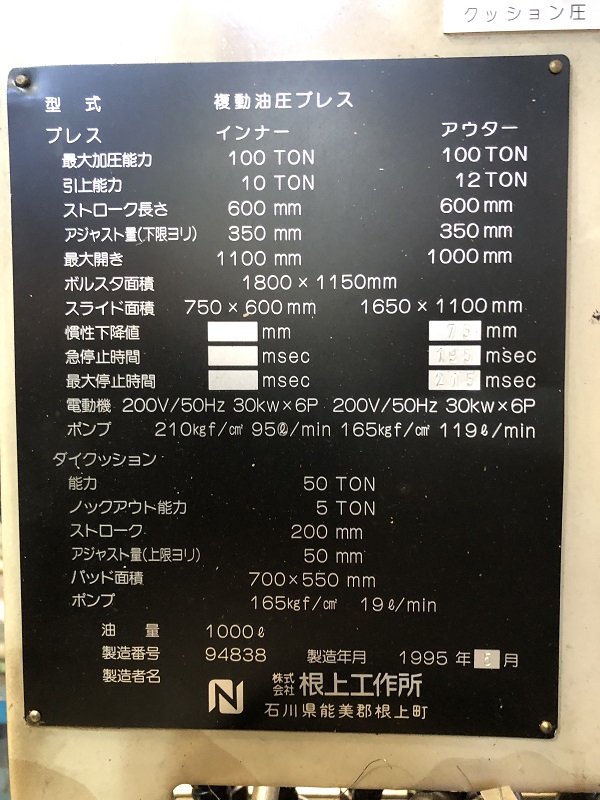 クッション圧
型 式 複動油圧プレス
プレス インナー アウター
最大加圧能力 100 TON 100 TON
引上能力 10 TON 12 TON
ストローク長さ 600 mm 600 mm
アジャスト量(下限ヨリ) 350 mm 350 mm
最大開き 1100 mm 1000 mm
ボルスタ面積 1800 × 1150mm
スライド面積 750 × 600 mm 1650 × 1100 mm
慣性下降値 mm 75 mm
急停止時間 msec 195 msec
最大停止時間 msec 215 msec
電動機 200V/50Hz 30kw×6P 200V/50Hz 30kw×6P
ポンプ 210kgf/c㎡ 95ℓ/min 165kgf/c㎡ 119ℓ/min
ダイクッション
能力 50 TON
ノックアウト能力 5 TON
ストローク 200 mm
アジャスト量(上限ヨリ) 50 mm
パッド面積 700×550 mm
ポンプ 165kgf/c㎡ 19ℓ/min
油 量 1000ℓ
製造番号 94838 製造年月 1995 年 月
製造者名 株式会社 根上工作所
石川県能美郡根上町